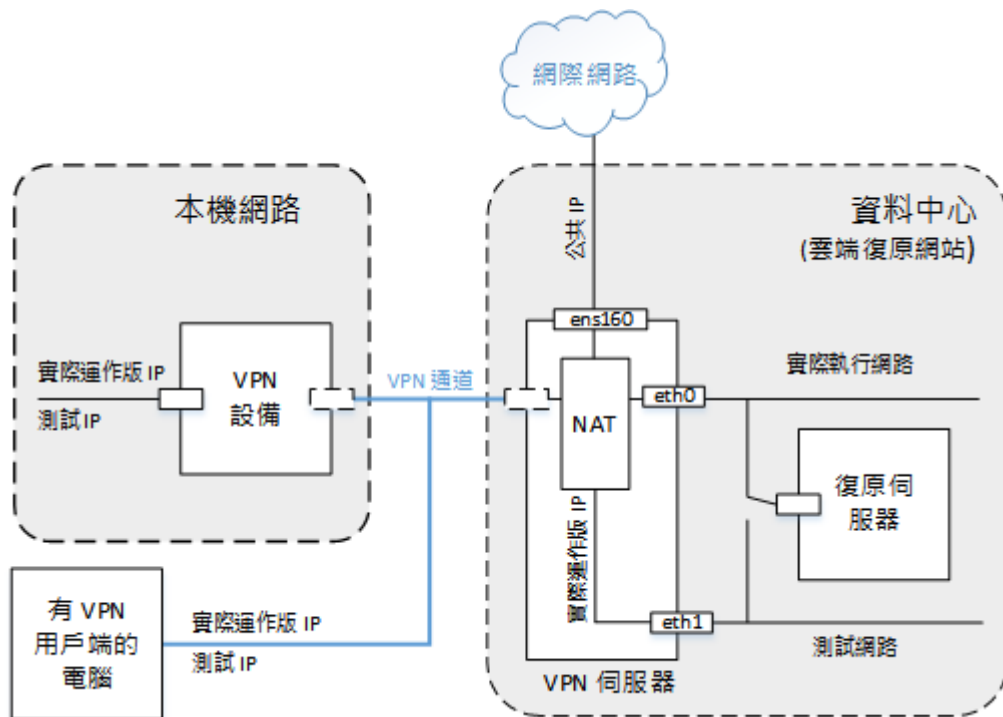 網際網路
本機網路
資料中心
(雲端復原網站)
公共 IP
ens160
實際運作版 IP
測試 IP
VPN
設備
VPN 通道
NAT
eth0
實際執行網路
復原伺
服器
實際運作版 IP
eth1
測試網路
VPN 伺服器
有 VPN
用戶端的
電腦
實際運作版 IP
測試 IP